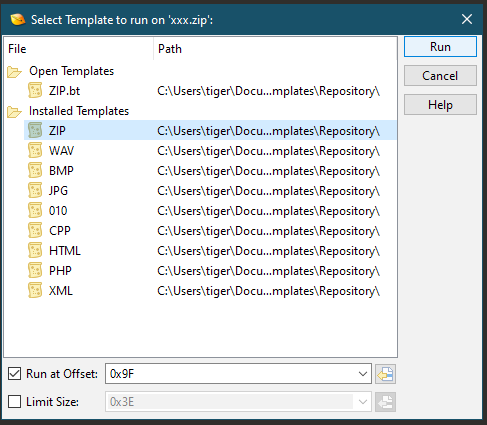 Select Template to run on 'xxx.zip':
File Path Run
Open Templates Cancel
ZIP.bt C:\Users\tiger\Docu...mplates\Repository\ Help
Installed Templates
ZIP C:\Users\tiger\Docu...mplates\Repository\
WAV C:\Users\tiger\Docu...mplates\Repository\
BMP C:\Users\tiger\Docu...mplates\Repository\
JPG C:\Users\tiger\Docu...mplates\Repository\
010 C:\Users\tiger\Docu...mplates\Repository\
CPP C:\Users\tiger\Docu...mplates\Repository\
HTML C:\Users\tiger\Docu...mplates\Repository\
PHP C:\Users\tiger\Docu...mplates\Repository\
XML C:\Users\tiger\Docu...mplates\Repository\
Run at Offset: 0x9F
Limit Size: 0x3E